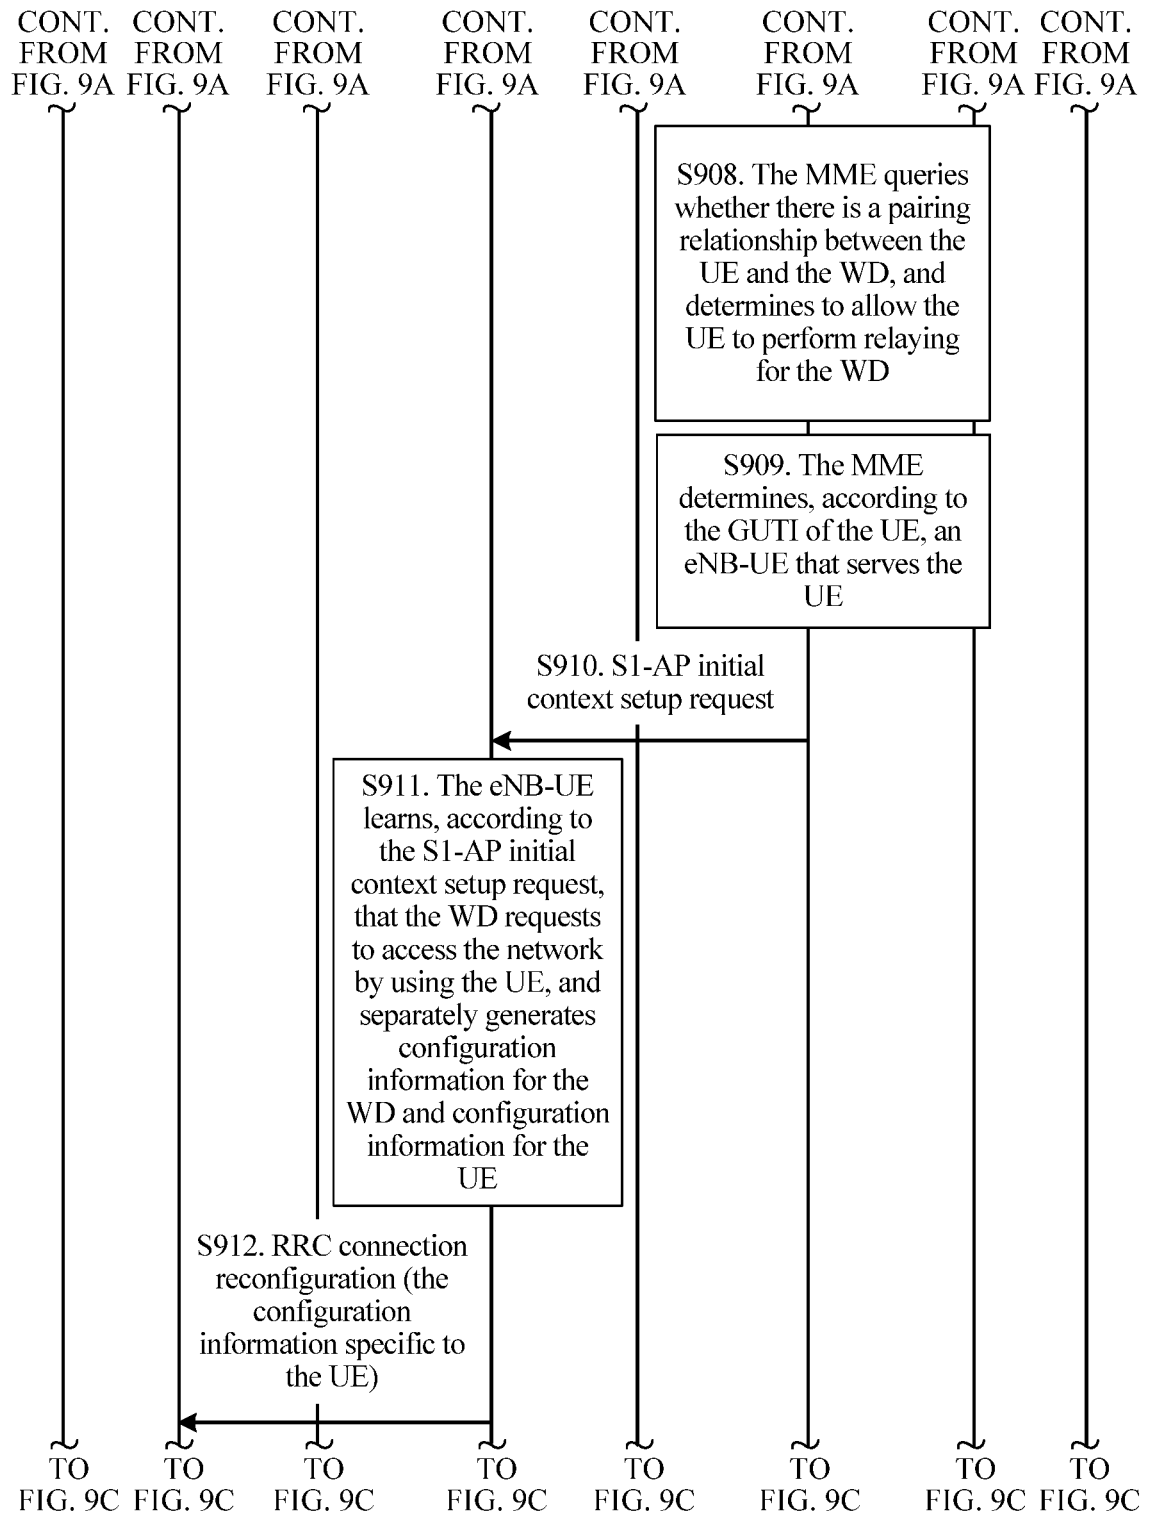 CONT. CONT. CONT. CONT. CONT. CONT. CONT. CONT.
FROM FROM FROM FROM FROM FROM FROM FROM
FIG. 9A FIG. 9A FIG. 9A FIG. 9A FIG. 9A FIG. 9A FIG. 9A FIG. 9A
S908. The MME queries
whether there is a pairing
relationship between the
UE and the WD, and
determines to allow the
UE to perform relaying
for the WD
S909. The MME
determines, according to
the GUTI of the UE, an
eNB-UE that serves the
UE
S910. S1-AP initial
context setup request
S911. The eNB-UE
learns, according to
the S1-AP initial
context setup request,
that the WD requests
to access the network
by using the UE, and
separately generates
configuration
information for the
WD and configuration
information for the
UE
S912. RRC connection
reconfiguration (the
configuration
information specific to
the UE)
TO TO TO TO TO TO TO TO
FIG. 9C FIG. 9C FIG. 9C FIG. 9C FIG. 9C FIG. 9C FIG. 9C FIG. 9C